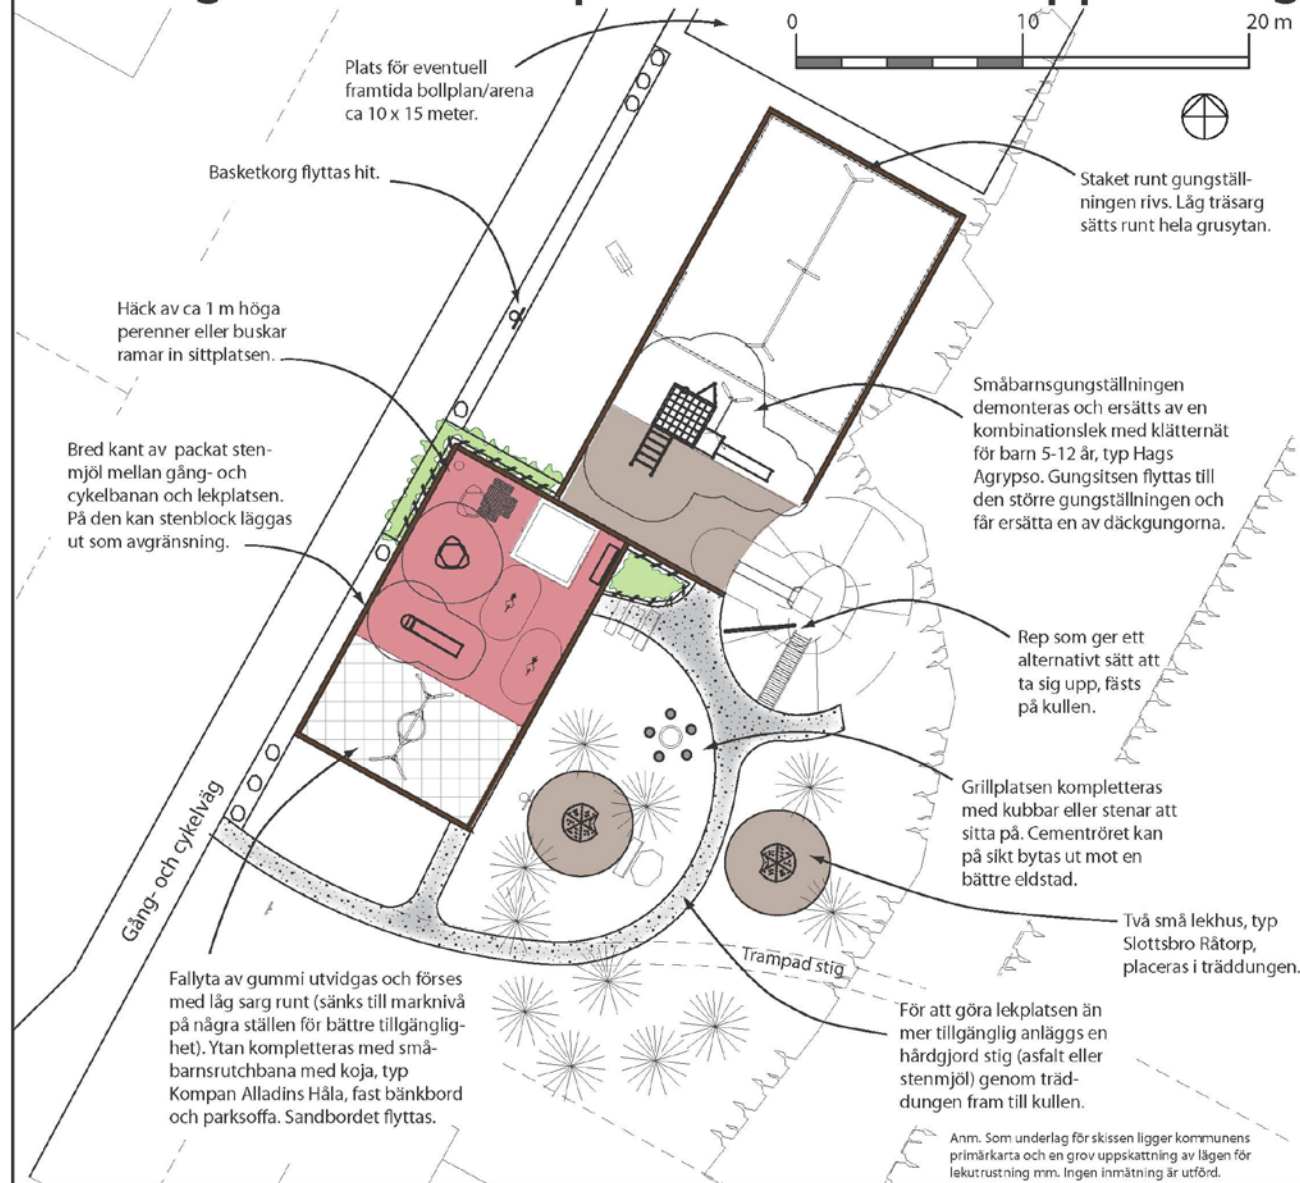 0
10
20 m
Plats för eventuell
framtida bollplan/arena
ca 10 x 15 meter.
Basketkorg flyttas hit.
Staket runt gungställ-
ningen rivs. Låg träsarg
sätts runt hela grusytan.
Häck av ca 1 m höga
perenner eller buskar
ramar in sittplatsen.
Småbarnsgungställningen
demonteras och ersätts av en
kombinationslek med klätternät
för barn 5-12 år, typ Hags
Agrypso. Gungsitsen flyttas till
den större gungställningen och
får ersätta en av däckgungorna.
Bred kant av packat sten-
mjöl mellan gång- och
cykelbanan och lekplatsen.
På den kan stenblock läggas
ut som avgränsning.
Rep som ger ett
alternativt sätt att
ta sig upp, fästs
på kullen.
Grillplatsen kompletteras
med kubbar eller stenar att
sitta på. Cementröret kan
på sikt bytas ut mot en
bättre eldstad.
Gång- och cykelväg
Två små lekhus, typ
Slottsbro Råtorp,
placeras i träddungen.
Trampad stig
Fallyta av gummi utvidgas och förses
med låg sarg runt (sänks till marknivå
på några ställen för bättre tillgänglig-
het). Ytan kompletteras med små-
barnsrutchbana med koja, typ
Kompan Alladins Håla, fast bänkbord
och parksoffa. Sandbordet flyttas.
För att göra lekplatsen än
mer tillgänglig anläggs en
hårdgjord stig (asfalt eller
stenmjöl) genom träd-
dungen fram till kullen.
Anm. Som underlag för skissen ligger kommunens
primärkarta och en grov uppskattning av lägen för
lekutrustning mm. Ingen inmätning är utförd.